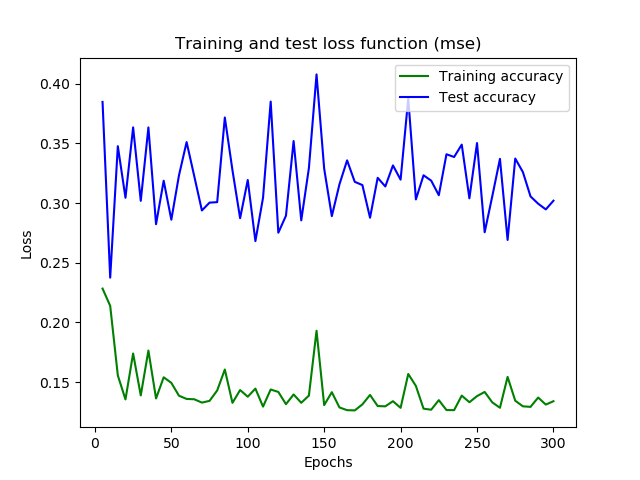 Training and test loss function (mse)
Training accuracy
Test accuracy
0.40
0.35
0.30
0.25
0.20
0.15
Loss
0 50 100 150 200 250 300
Epochs